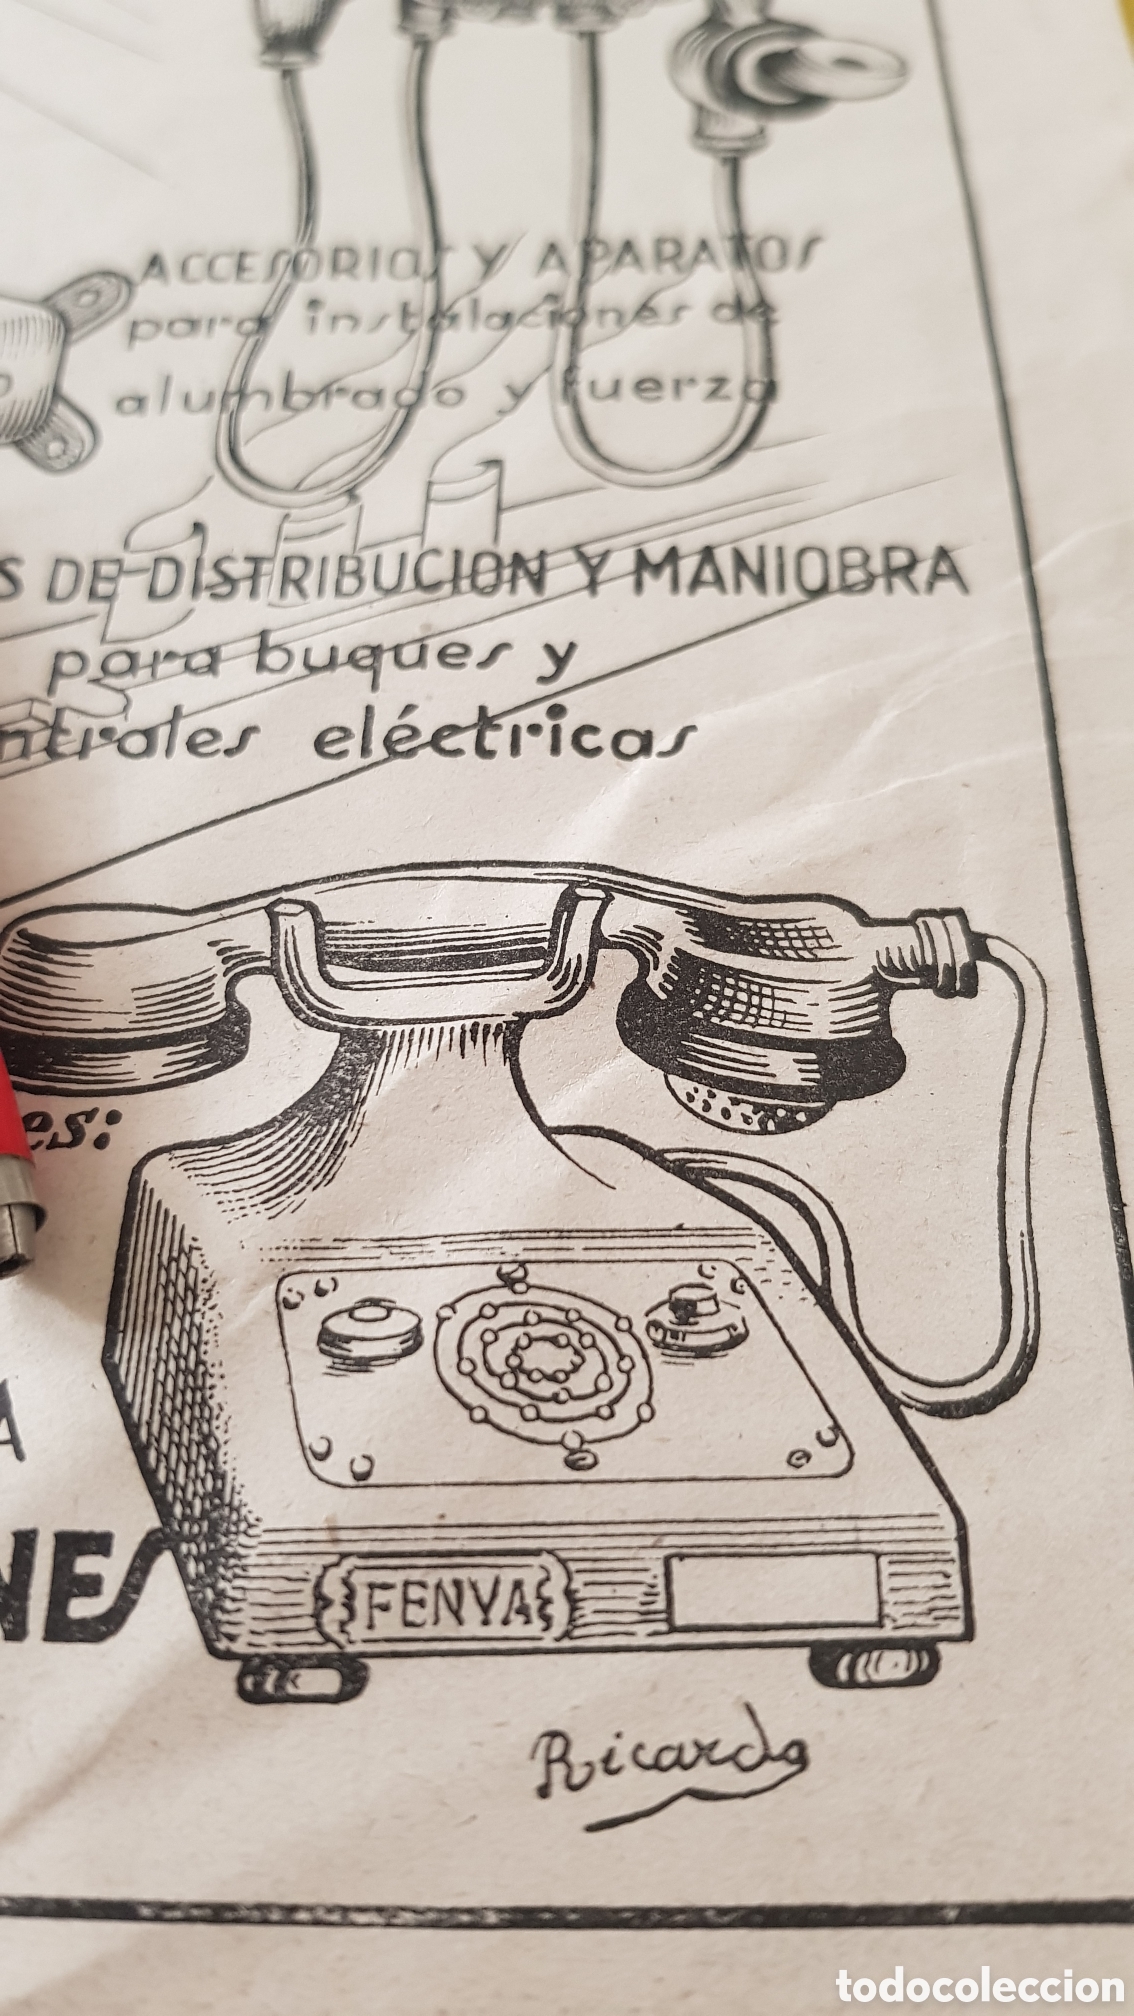 ACCESORIOS Y APARATOS
para instalaciones de
alumbrado y fuerza
S DE DISTRIBUCION Y MANIOBRA
para buques y
ntrales eléctricas
es:
A
NES
FENYA
Ricardo
todocoleccion